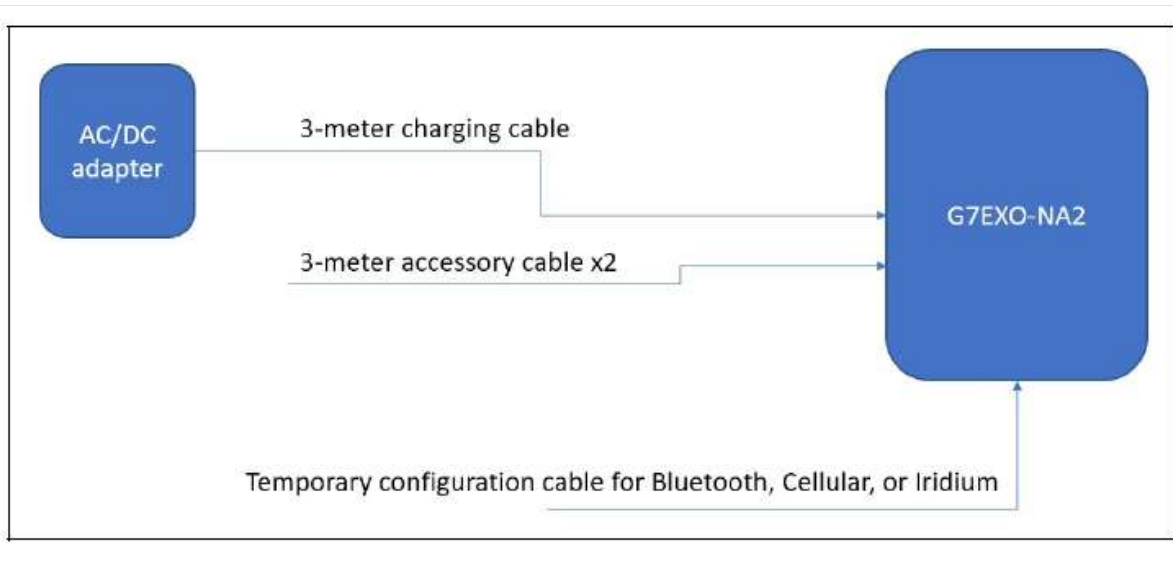 AC/DC
adapter
3-meter charging cable
G7EXO-NA2
3-meter accessory cable x2
Temporary configuration cable for Bluetooth, Cellular, or Iridium